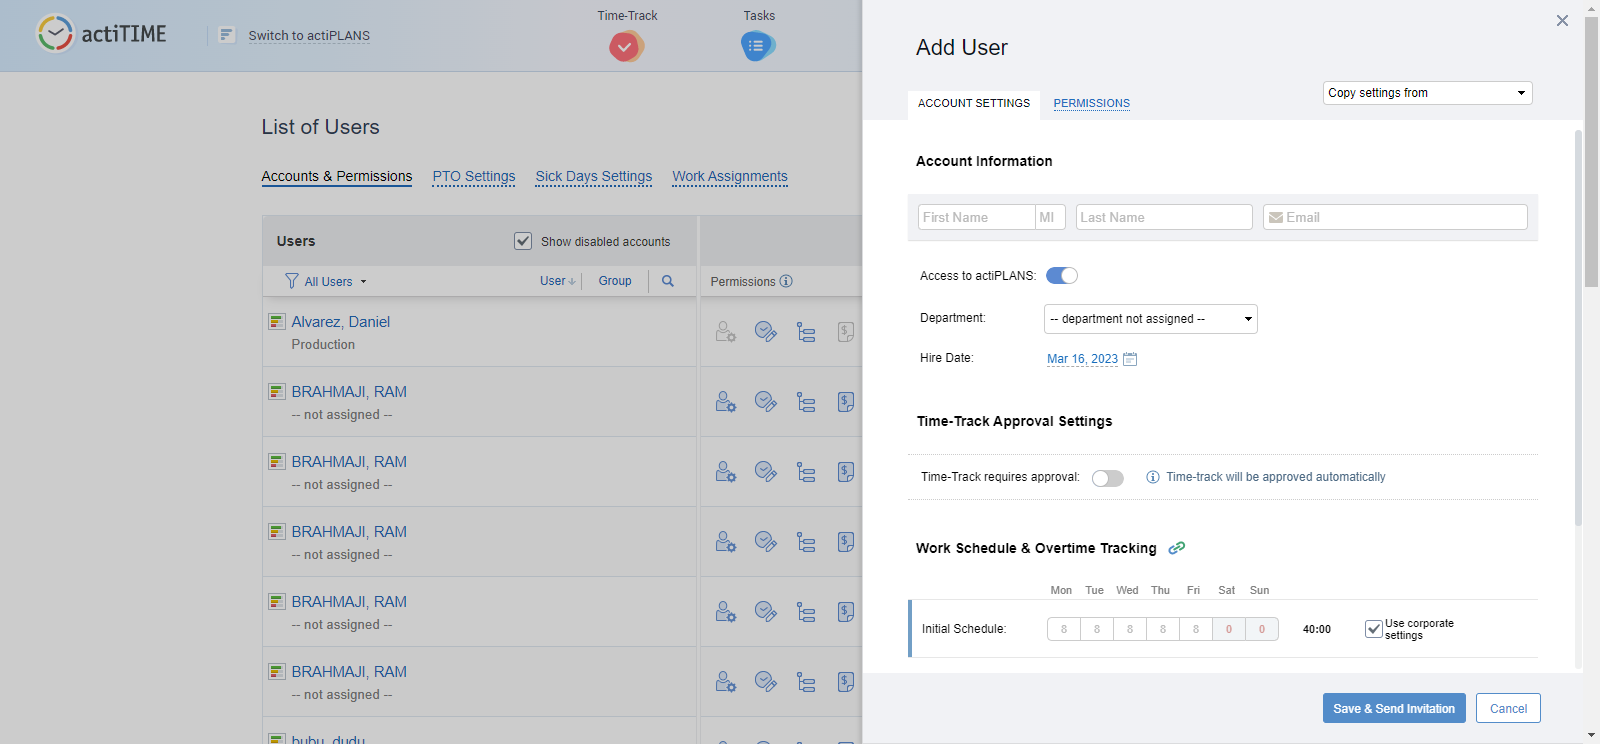 actiTIME
Switch to actiPLANS
Time-Track
Tasks
List of Users
Accounts & Permissions PTO Settings Sick Days Settings Work Assignments
Users
Show disabled accounts
All Users
User
Group
Permissions
Alvarez, Daniel
Production
BRAHMAJI, RAM
-- not assigned --
BRAHMAJI, RAM
-- not assigned --
BRAHMAJI, RAM
-- not assigned --
BRAHMAJI, RAM
-- not assigned --
BRAHMAJI, RAM
-- not assigned --
bubu, dudu
Add User
Copy settings from
ACCOUNT SETTINGS PERMISSIONS
Account Information
First Name MI Last Name Email
Access to actiPLANS:
Department: -- department not assigned --
Hire Date: Mar 16, 2023
Time-Track Approval Settings
Time-Track requires approval: Time-track will be approved automatically
Work Schedule & Overtime Tracking
Mon Tue Wed Thu Fri Sat Sun
Initial Schedule: 8 8 8 8 8 0 0 40:00 Use corporate
settings
Save & Send Invitation Cancel